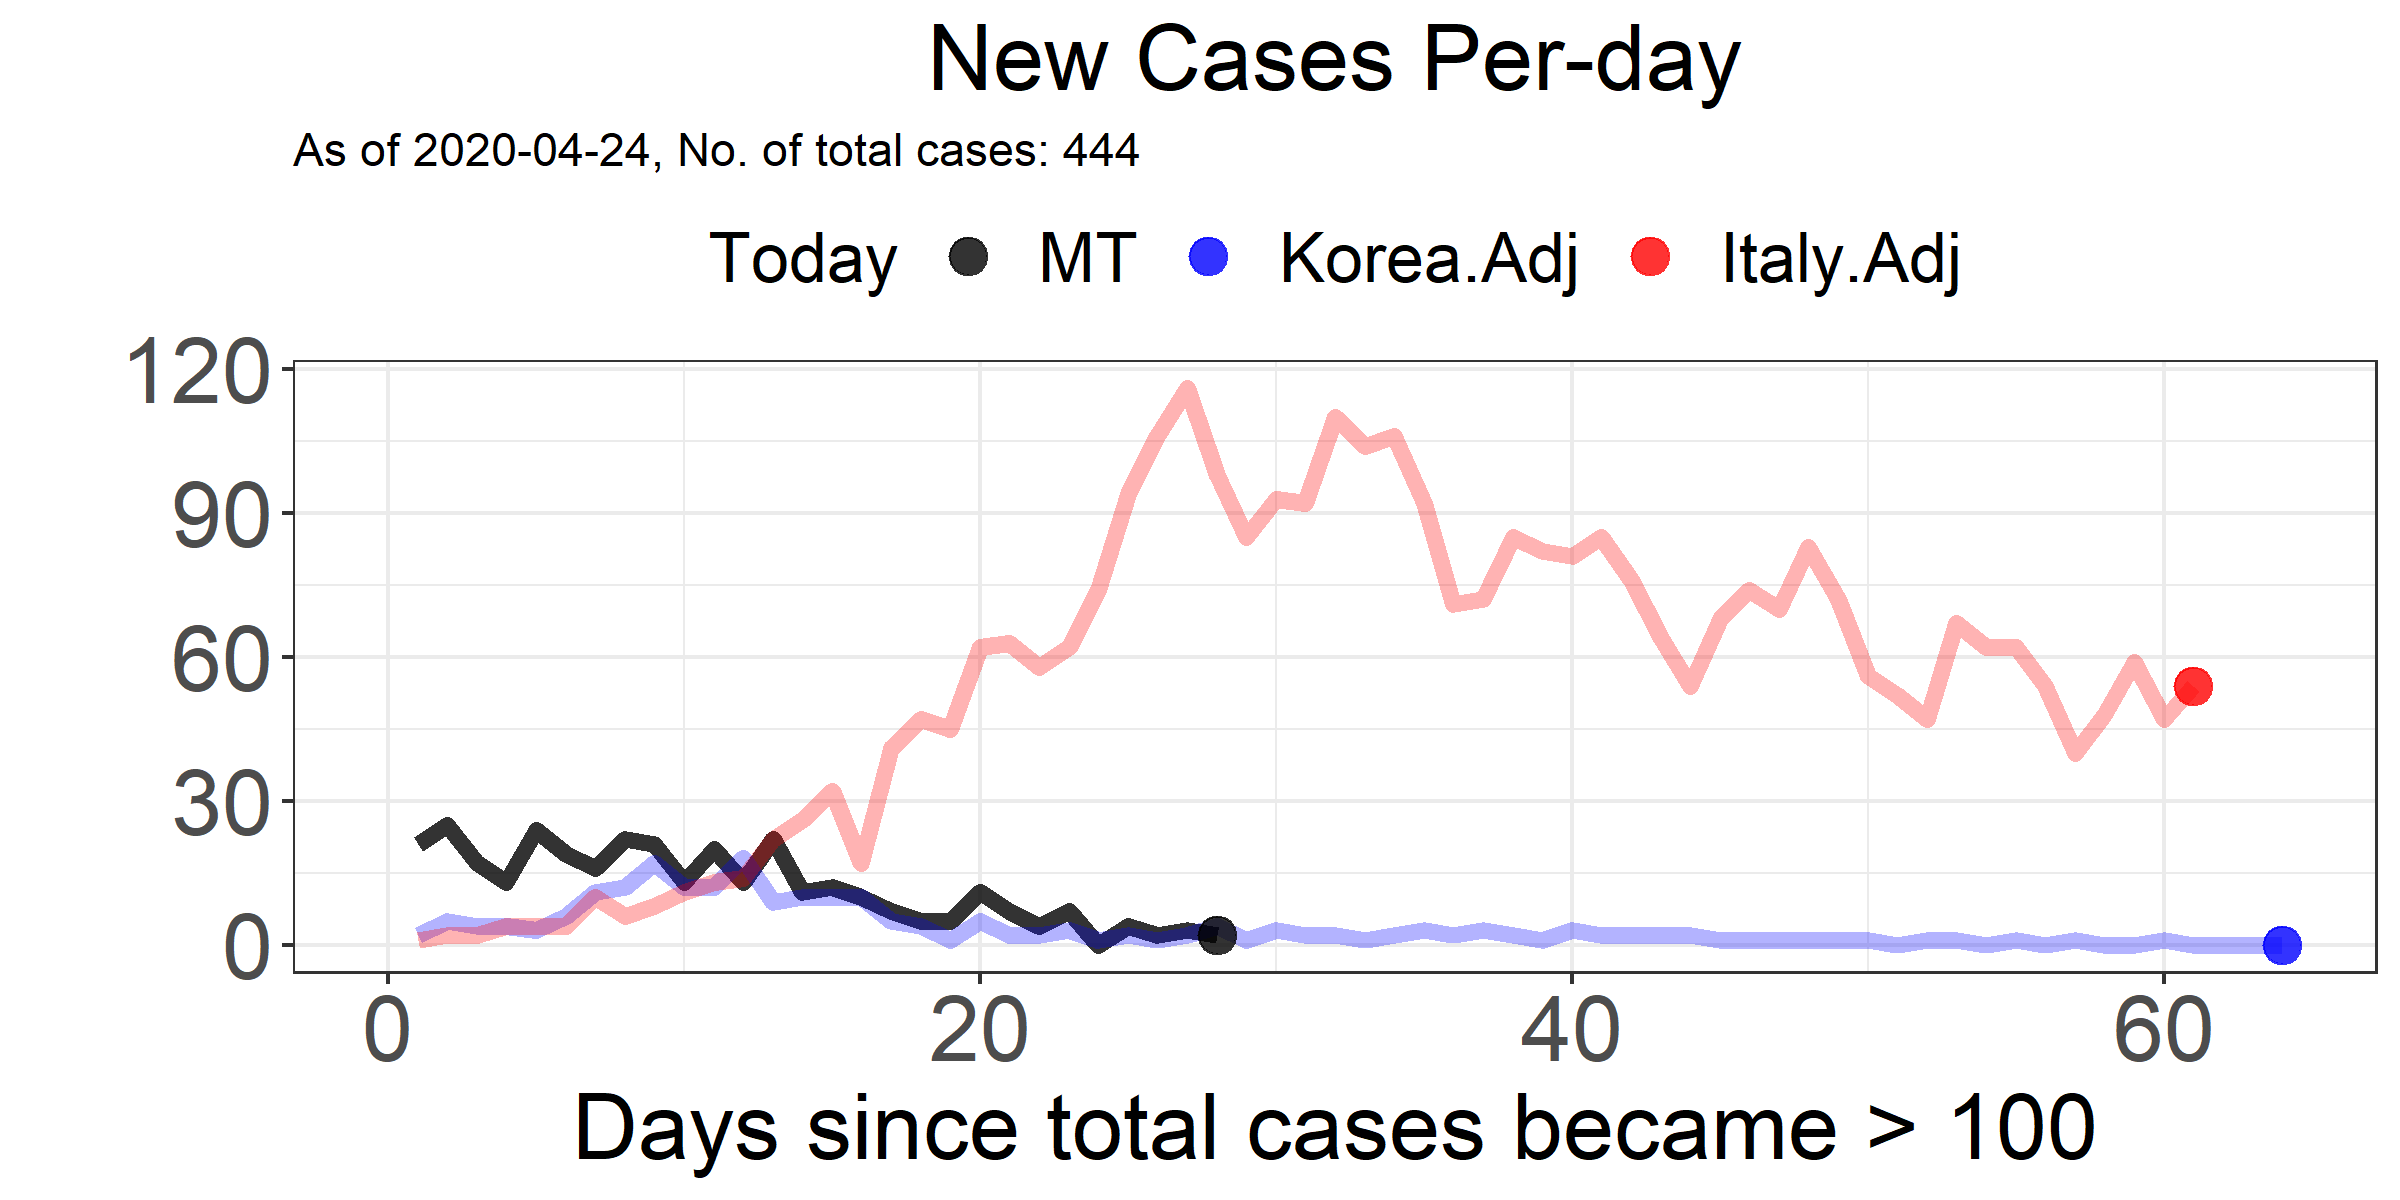 New Cases Per-day
As of 2020-04-24, No. of total cases: 444
Today MT Korea.Adj Italy.Adj
120
90
60
30
0
0 20 40 60
Days since total cases became > 100